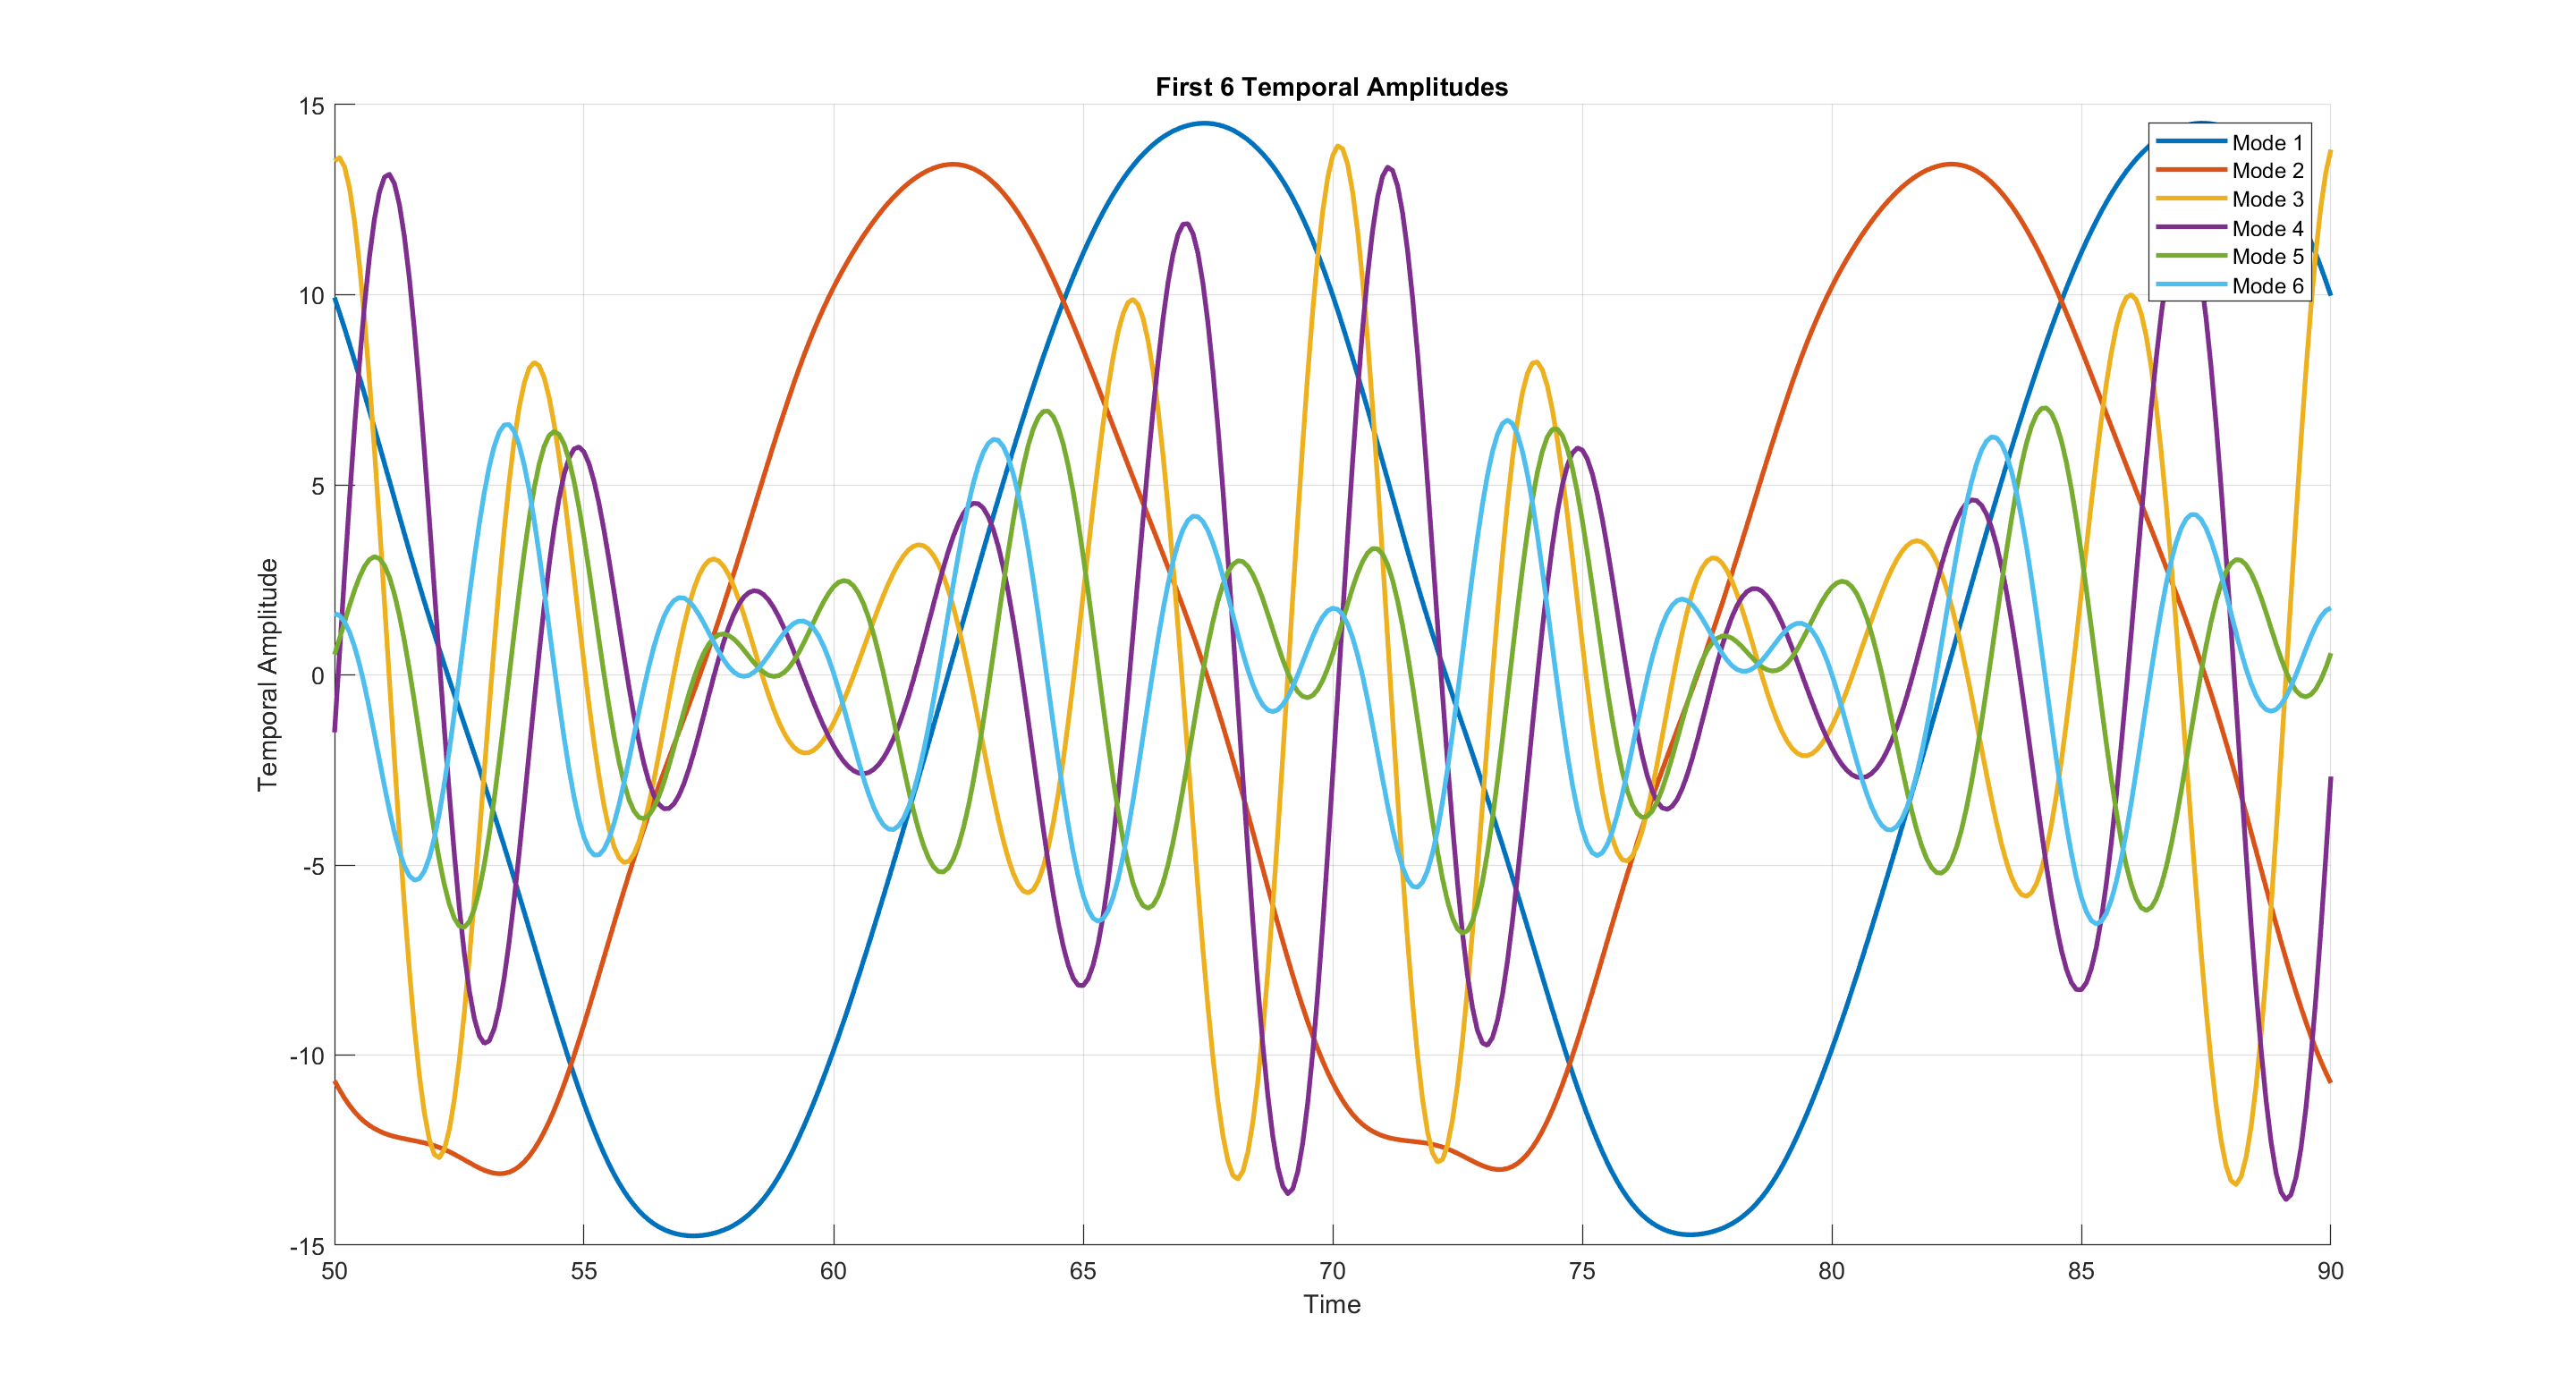 First 6 Temporal Amplitudes
15
10
5
0
-5
-10
-15
Temporal Amplitude
Mode 1
Mode 2
Mode 3
Mode 4
Mode 5
Mode 6
50 55 60 65 70 75 80 85 90
Time